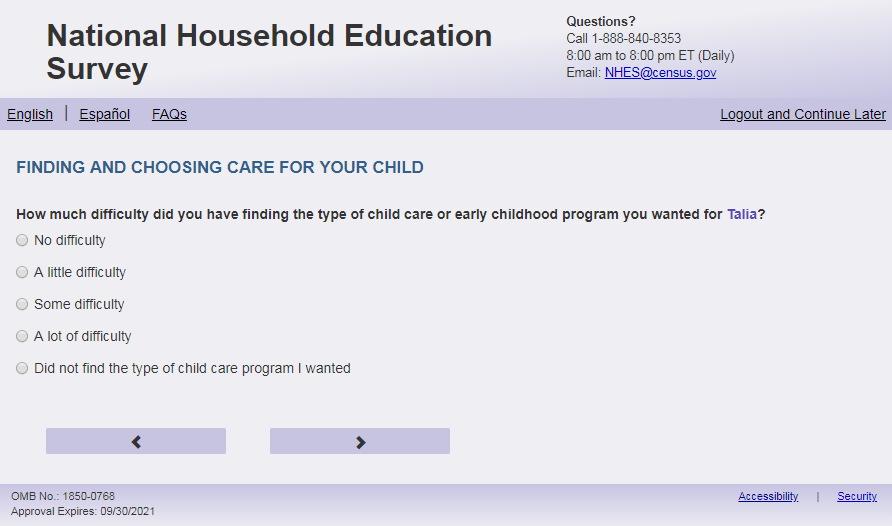 National Household Education
Survey
Questions?
Call 1-888-840-8353
8:00 am to 8:00 pm ET (Daily)
Email: NHES@census.gov
English | Español FAQs Logout and Continue Later
FINDING AND CHOOSING CARE FOR YOUR CHILD
How much difficulty did you have finding the type of child care or early childhood program you wanted for Talia?
No difficulty
A little difficulty
Some difficulty
A lot of difficulty
Did not find the type of child care program I wanted
OMB No.: 1850-0768
Approval Expires: 09/30/2021
Accessibility | Security